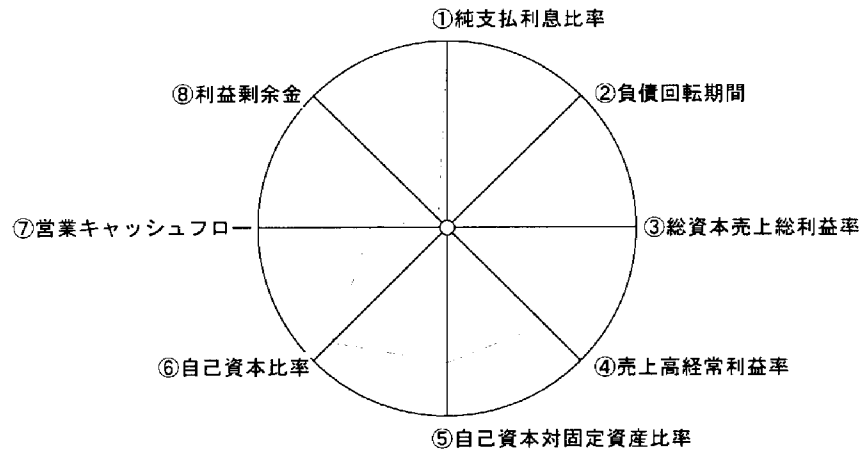 ①純支払利息比率
②負債回転期間
③総資本売上総利益率
④売上高経常利益率
⑤自己資本対固定資産比率
⑥自己資本比率
⑦営業キャッシュフロー
⑧利益剰余金